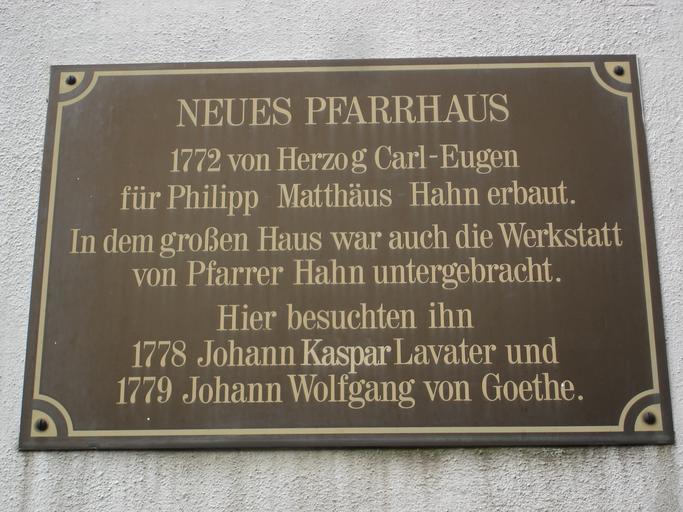 NEUES PFARRHAUS
1772 von Herzog Carl-Eugen
für Philipp Matthäus Hahn erbaut.
In dem großen Haus war auch die Werkstatt
von Pfarrer Hahn untergebracht.
Hier besuchten ihn
1778 Johann Kaspar Lavater und
1779 Johann Wolfgang von Goethe.